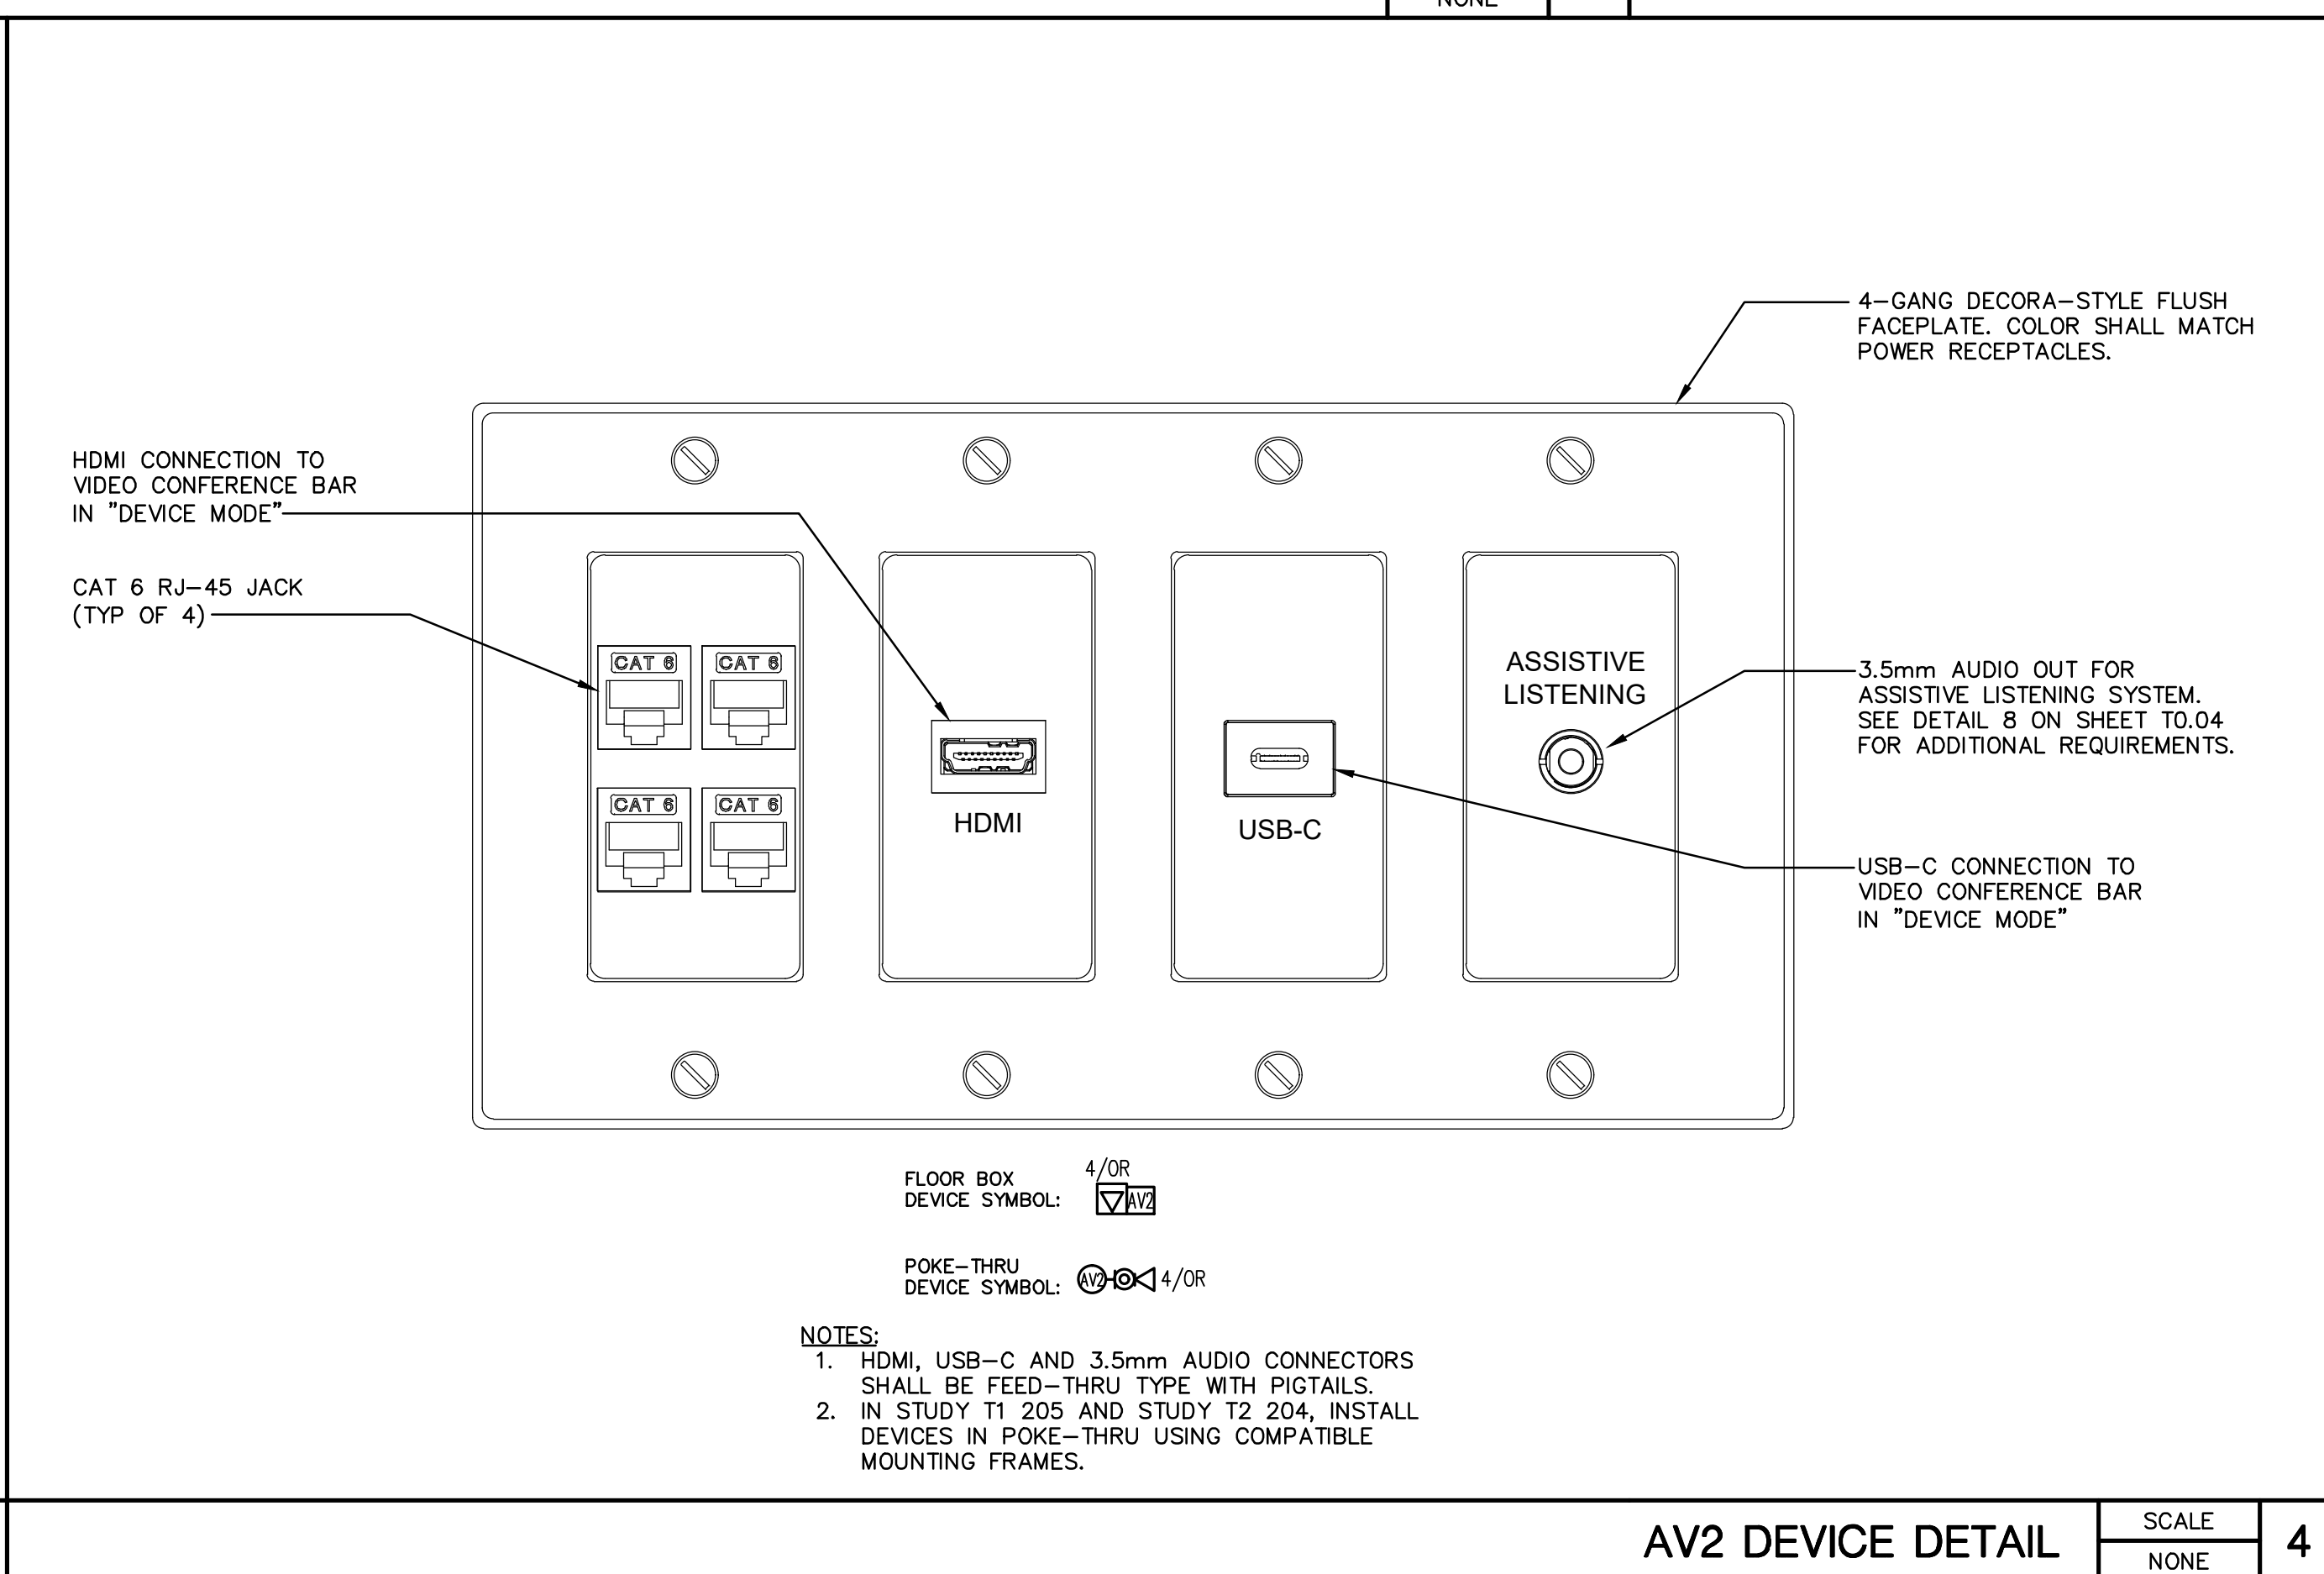 NONE
4-GANG DECORA-STYLE FLUSH
FACEPLATE. COLOR SHALL MATCH
POWER RECEPTACLES.
HDMI CONNECTION TO
VIDEO CONFERENCE BAR
IN "DEVICE MODE"
CAT 6 RJ-45 JACK
(TYP OF 4)
CAT 6
CAT 6
CAT 6
CAT 6
HDMI
USB-C
ASSISTIVE
LISTENING
3.5mm AUDIO OUT FOR
ASSISTIVE LISTENING SYSTEM.
SEE DETAIL 8 ON SHEET T0.04
FOR ADDITIONAL REQUIREMENTS.
USB-C CONNECTION TO
VIDEO CONFERENCE BAR
IN "DEVICE MODE"
FLOOR BOX
DEVICE SYMBOL:
4/OR
AV2
POKE-THRU
DEVICE SYMBOL:
AV2
4/OR
NOTES:
1. HDMI, USB-C AND 3.5mm AUDIO CONNECTORS
SHALL BE FEED-THRU TYPE WITH PIGTAILS.
2. IN STUDY T1 205 AND STUDY T2 204, INSTALL
DEVICES IN POKE-THRU USING COMPATIBLE
MOUNTING FRAMES.
AV2 DEVICE DETAIL
SCALE
NONE
4